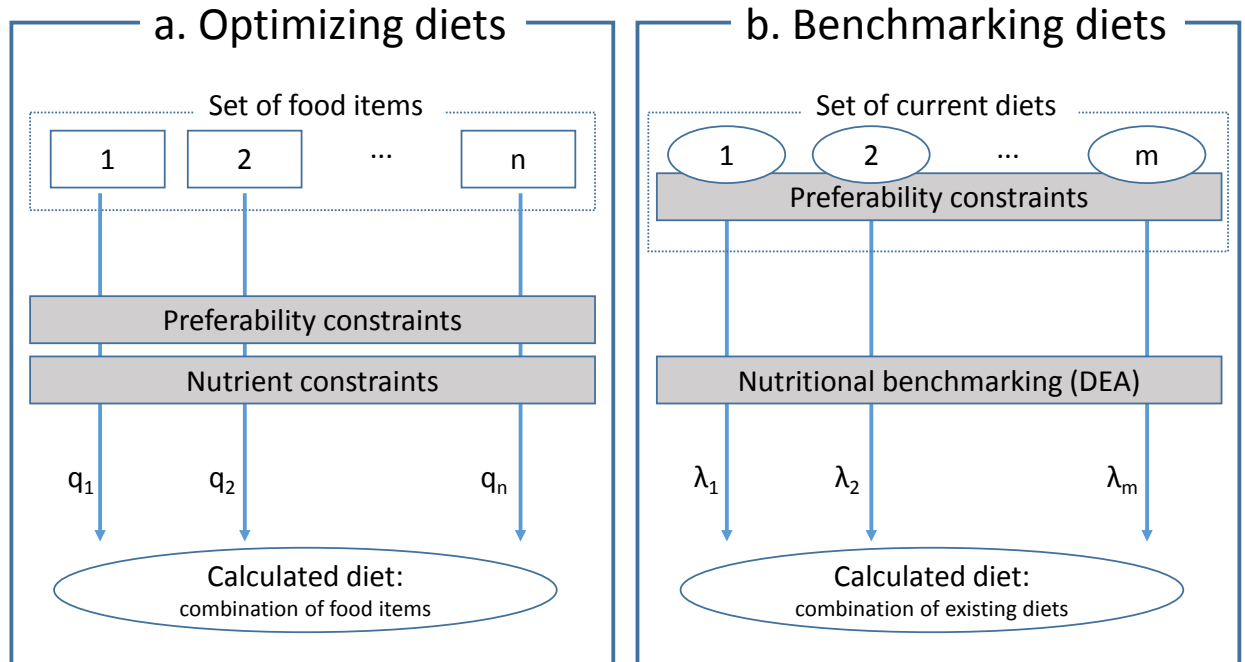 a. Optimizing diets
Set of food items
1
2
...
n
Preferability constraints
Nutrient constraints
q₁
q₂
qₙ
Calculated diet:
combination of food items
b. Benchmarking diets
Set of current diets
1
2
...
m
Preferability constraints
Nutritional benchmarking (DEA)
λ₁
λ₂
λₘ
Calculated diet:
combination of existing diets